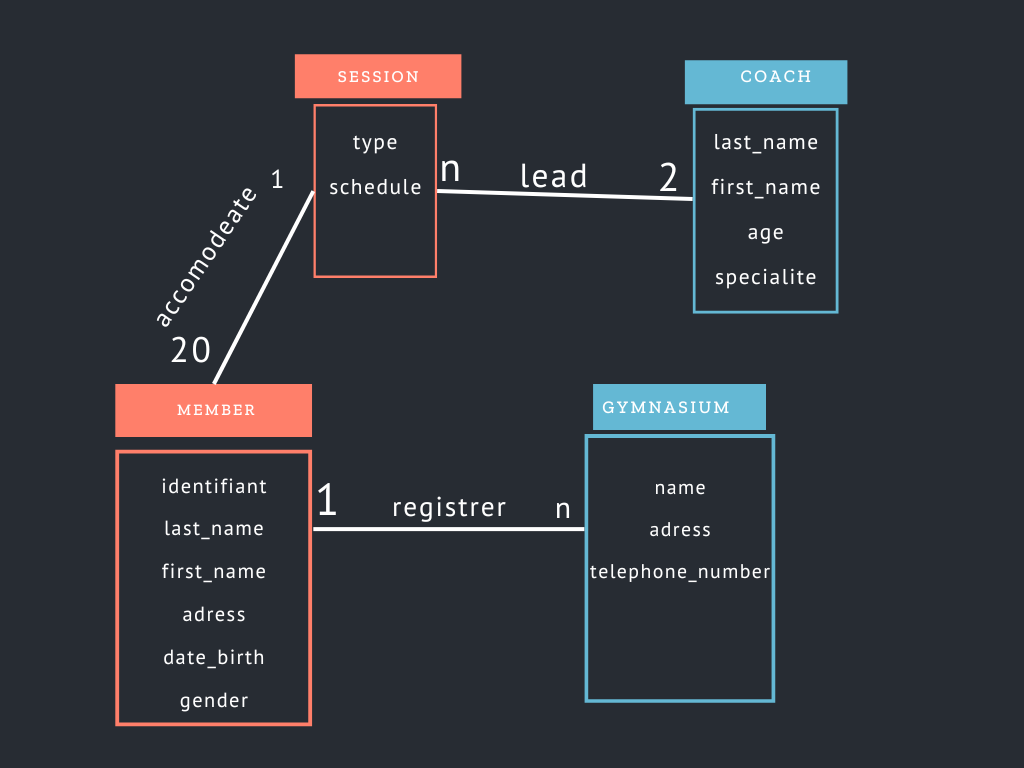 SESSION
type
schedule
COACH
last_name
first_name
age
specialite
n
lead
2
1
accomodeate
20
MEMBER
identifiant
last_name
first_name
adress
date_birth
gender
1
registrer
n
GYMNASIUM
name
adress
telephone_number